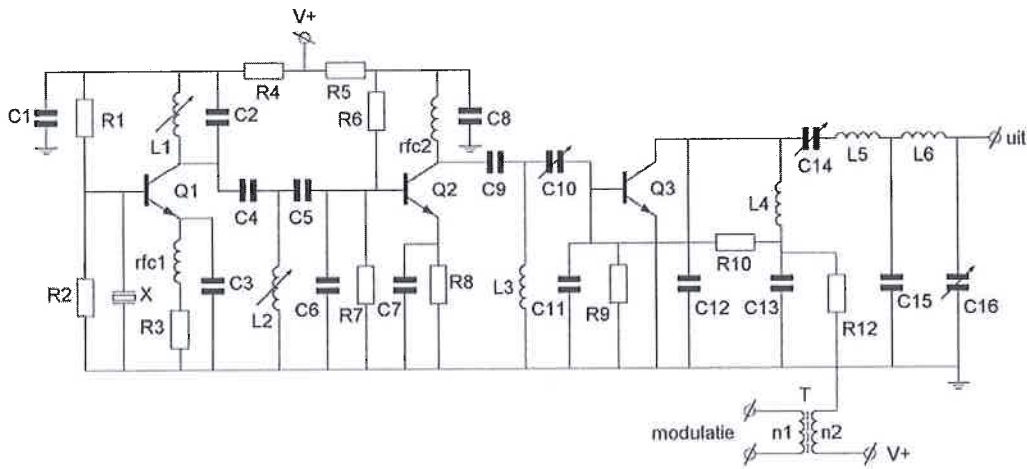 V+
R4
R5
C1
R1
L1
C2
R6
rfc2
C8
Q1
C4
C5
Q2
C9
C10
Q3
C14
L5
L6
uit
L4
R2
X
rfc1
R3
C3
L2
C6
R7
C7
R8
L3
C11
R9
R10
C12
C13
R12
C15
C16
T
modulatie
n1
n2
V+